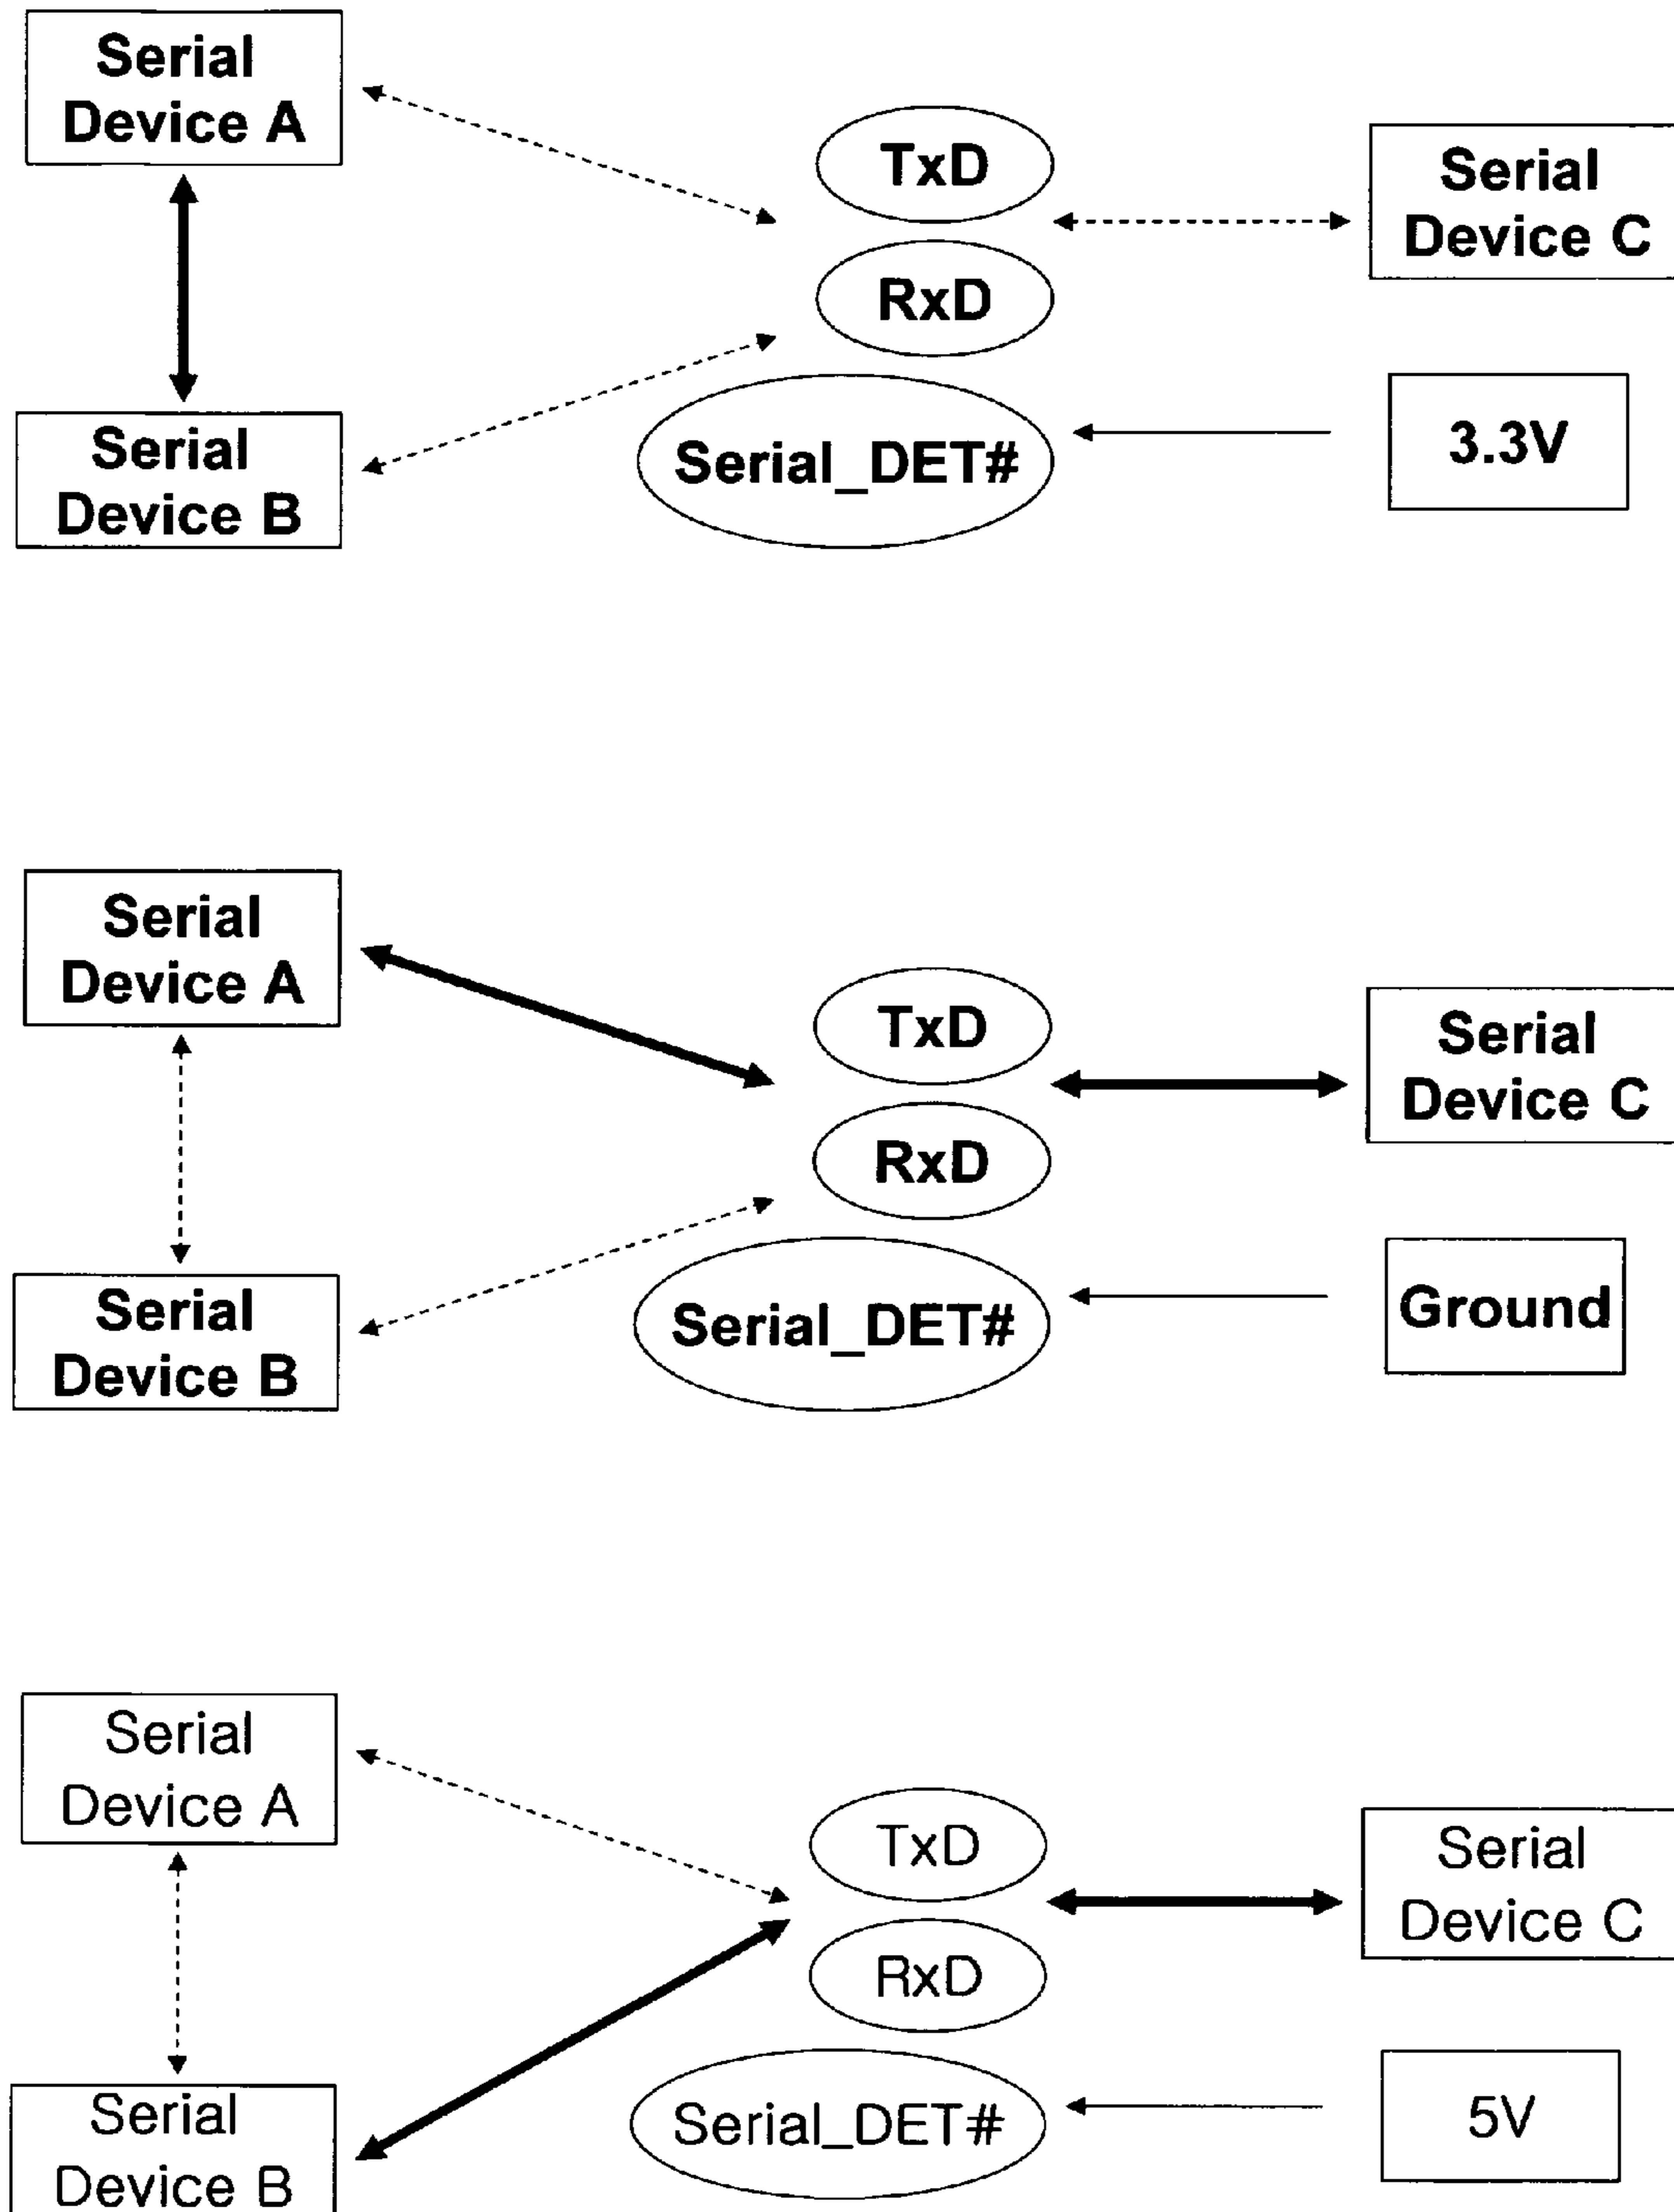 Serial
Device A
TxD
Serial
Device C
RxD
Serial
Device B
Serial_DET#
3.3V
Serial
Device A
TxD
Serial
Device C
RxD
Serial
Device B
Serial_DET#
Ground
Serial
Device A
TxD
Serial
Device C
RxD
Serial
Device B
Serial_DET#
5V